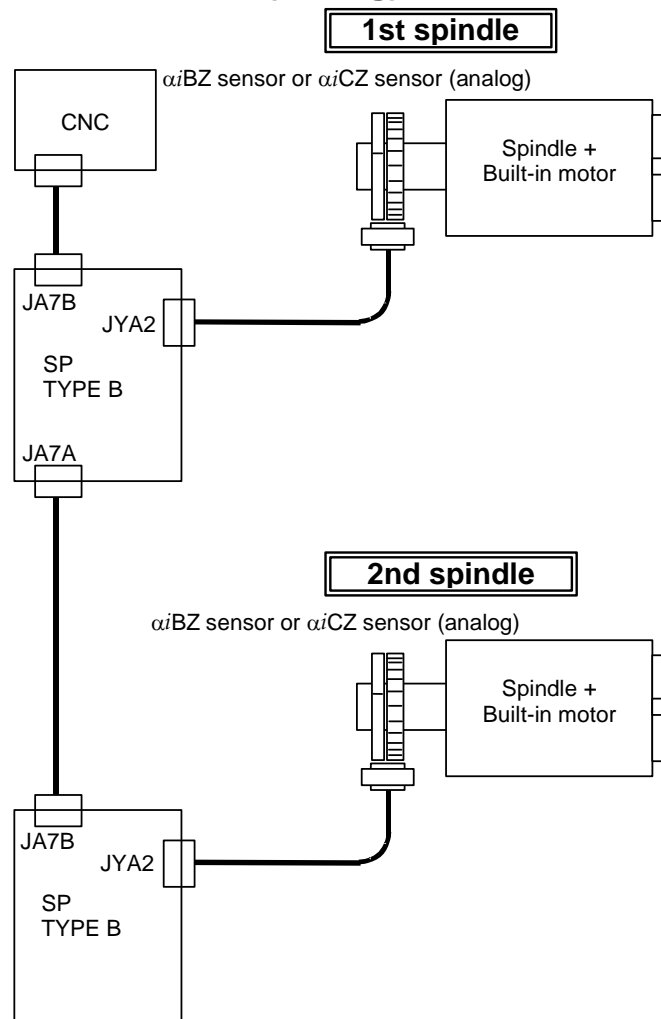 1st spindle
αiBZ sensor or αiCZ sensor (analog)
CNC
Spindle +
Built-in motor
JA7B
JYA2
SP
TYPE B
JA7A
2nd spindle
αiBZ sensor or αiCZ sensor (analog)
Spindle +
Built-in motor
JA7B
JYA2
SP
TYPE B